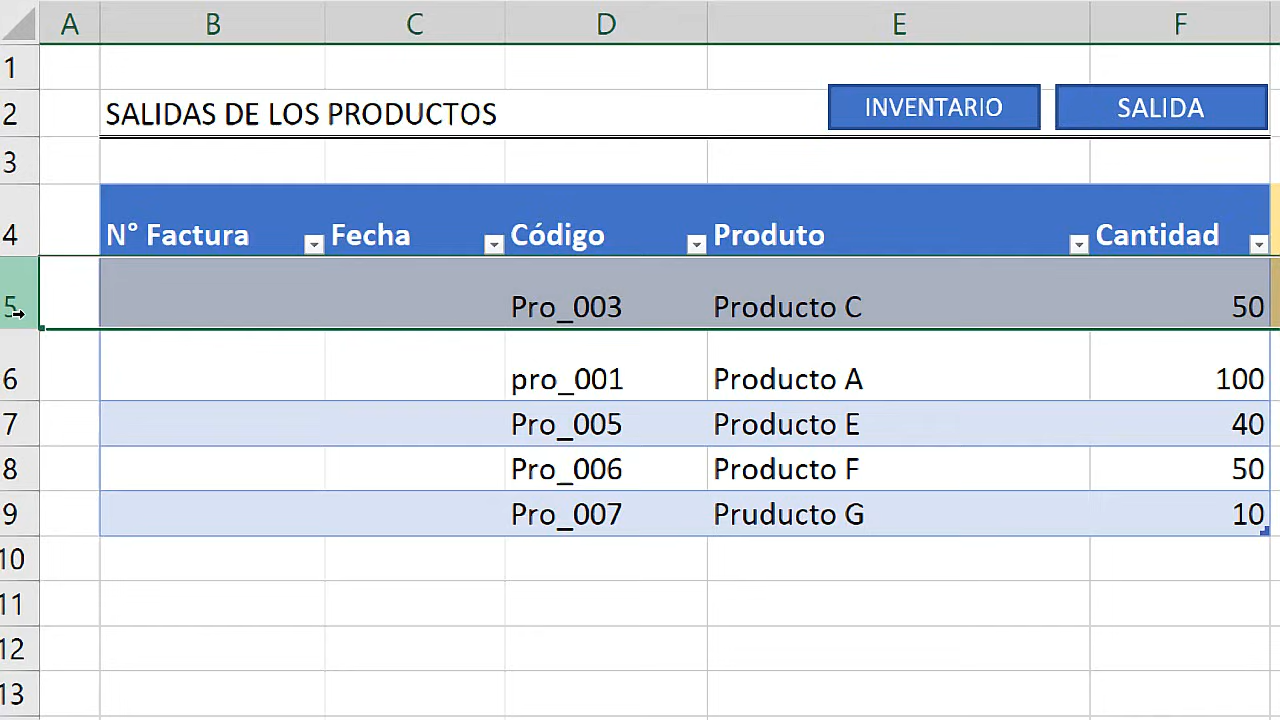 A B C D E F
1
2 SALIDAS DE LOS PRODUCTOS INVENTARIO SALIDA
3
4 N° Factura Fecha Código Produto Cantidad
5 Pro_003 Producto C 50
6 pro_001 Producto A 100
7 Pro_005 Producto E 40
8 Pro_006 Producto F 50
9 Pro_007 Pruducto G 10
10
11
12
13